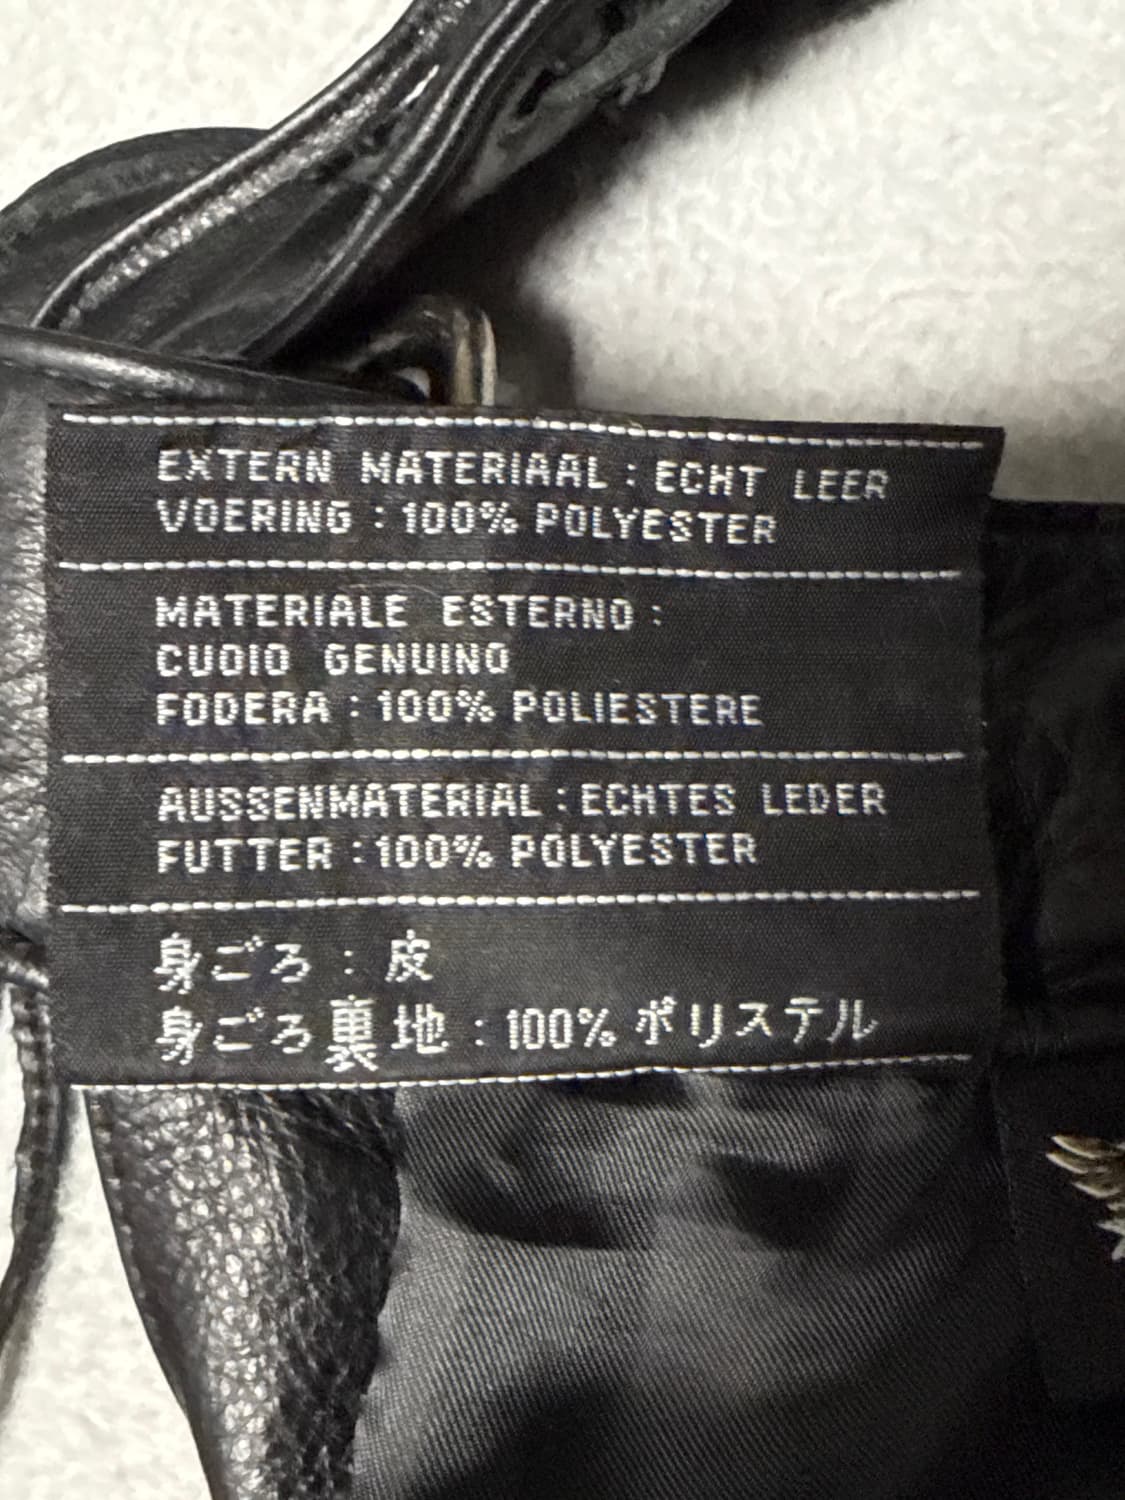 EXTERN MATERIAAL : ECHT LEER
VOERING : 100% POLYESTER
MATERIALE ESTERNO :
CUOIO GENUINO
FODERA : 100% POLIESTERE
AUSSENMATERIAL : ECHTES LEDER
FUTTER : 100% POLYESTER
身ごろ : 皮
身ごろ裏地 : 100% ポリステル